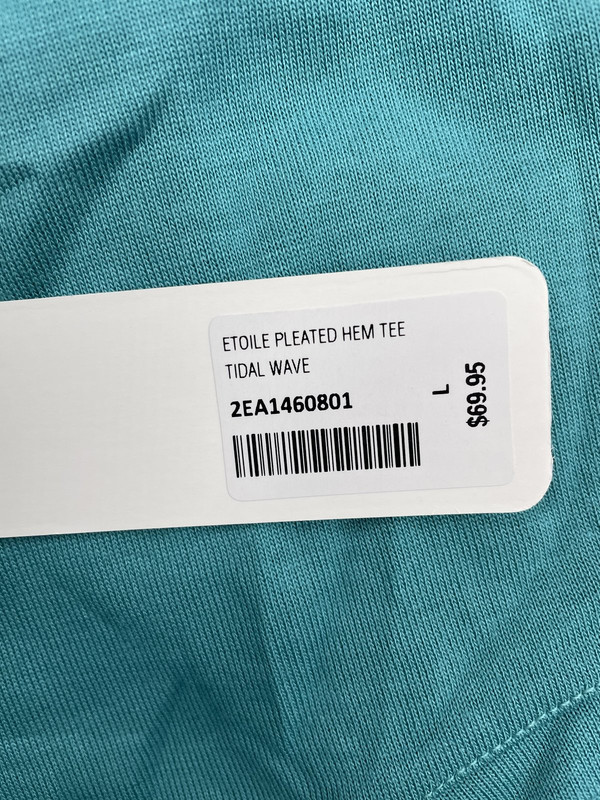 ETOILE PLEATED HEM TEE
TIDAL WAVE
2EA1460801
L
$69.95